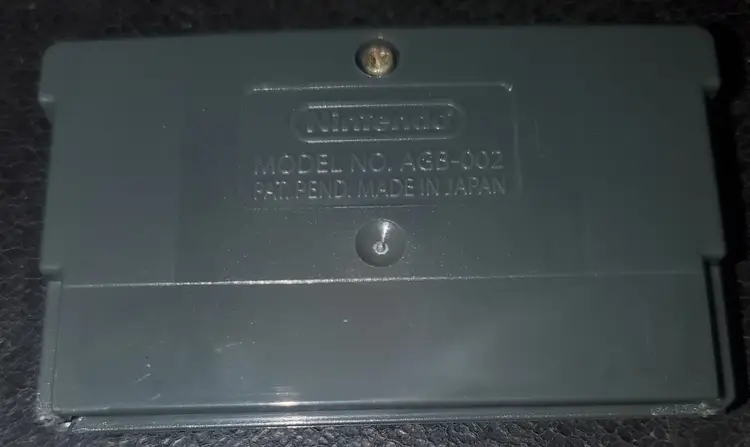 Nintendo
MODEL NO. AGB-002
PAT. PEND. MADE IN JAPAN